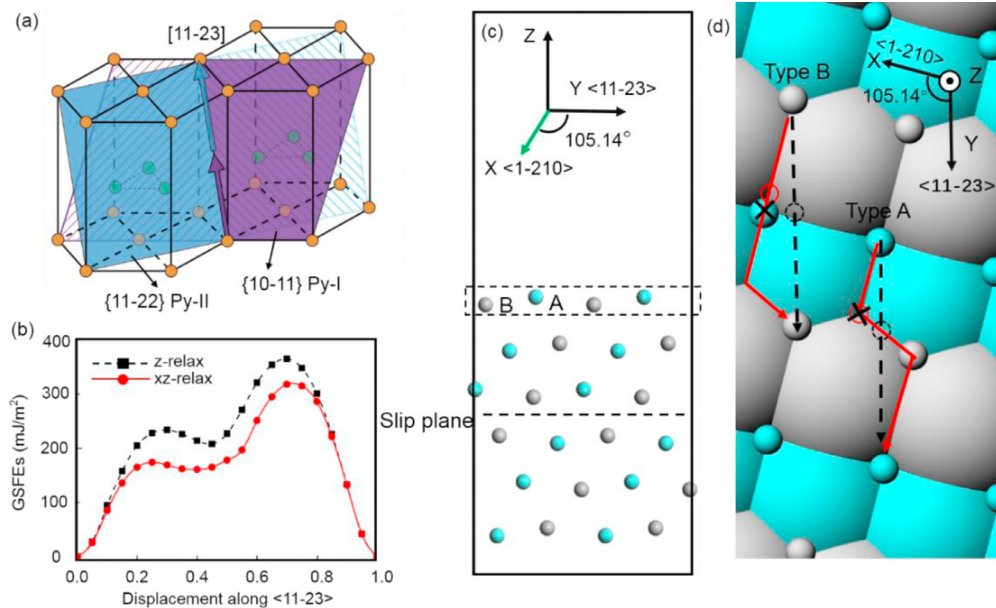 (a)
[11-23]
{11-22} Py-II
{10-11} Py-I
(b)
400
300
200
100
0
GSFEs (mJ/m²)
z-relax
xz-relax
0.0 0.2 0.4 0.6 0.8 1.0
Displacement along <11-23>
(c)
Z
Y <11-23>
105.14°
X <1-210>
B A
Slip plane
(d)
<1-210>
X
Type B
Z
105.14°
Y
<11-23>
Type A